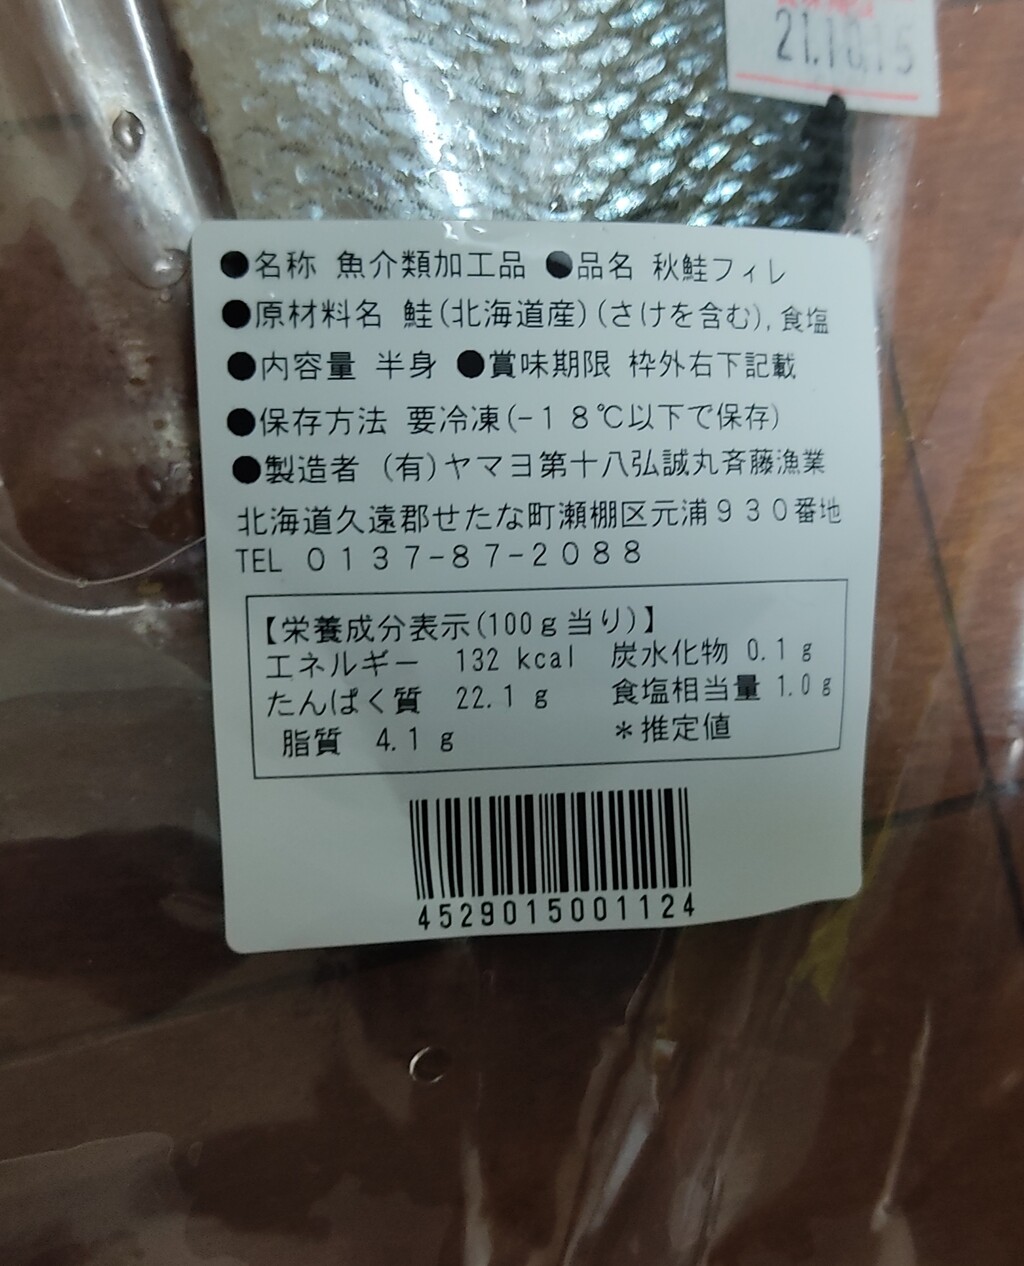 21.10.15
●名称 魚介類加工品 ●品名 秋鮭フィレ
●原材料名 鮭(北海道産)(さけを含む),食塩
●内容量 半身 ●賞味期限 枠外右下記載
●保存方法 要冷凍(-18℃以下で保存)
●製造者 (有)ヤマヨ第十八弘誠丸斉藤漁業
北海道久遠郡せたな町瀬棚区元浦930番地
TEL 0137-87-2088
【栄養成分表示(100g当り)】
エネルギー 132 kcal 炭水化物 0.1g
たんぱく質 22.1g 食塩相当量 1.0g
脂質 4.1g *推定値
4529015001124